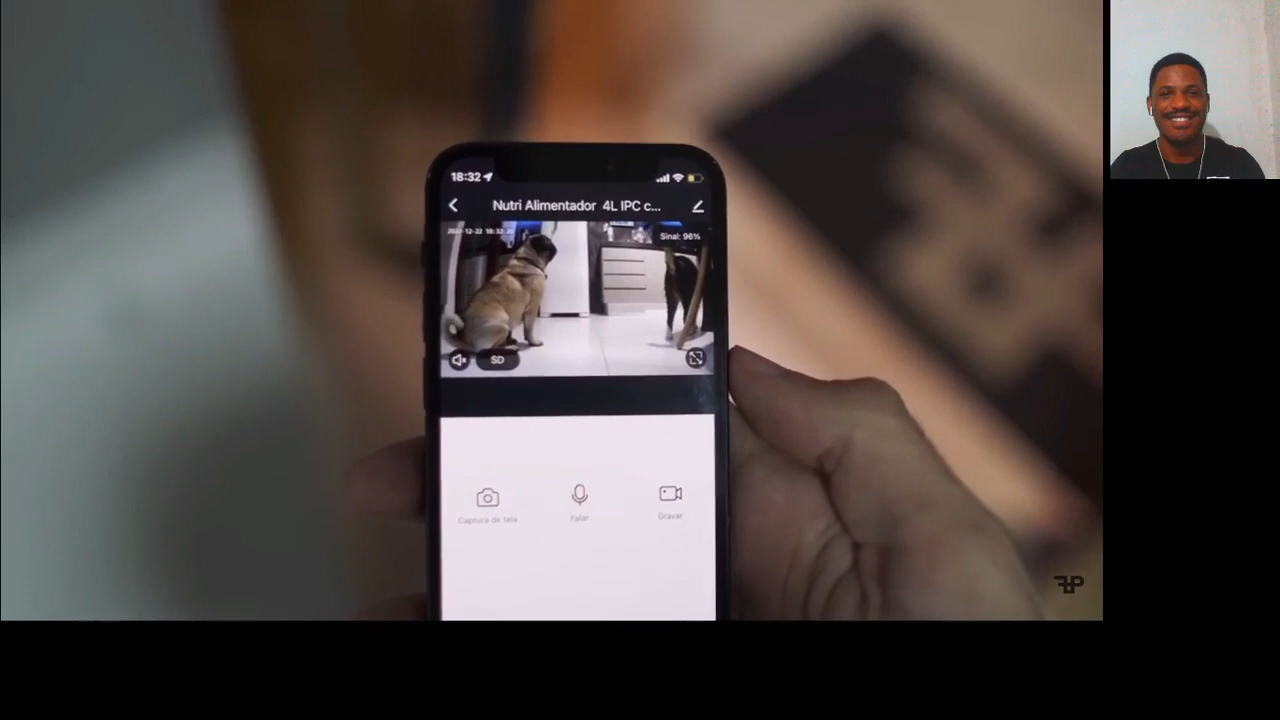 18:32
Nutri Alimentador 4L IPC c...
Sinal: 96%
SD
Captura de tela
Falar
Gravar